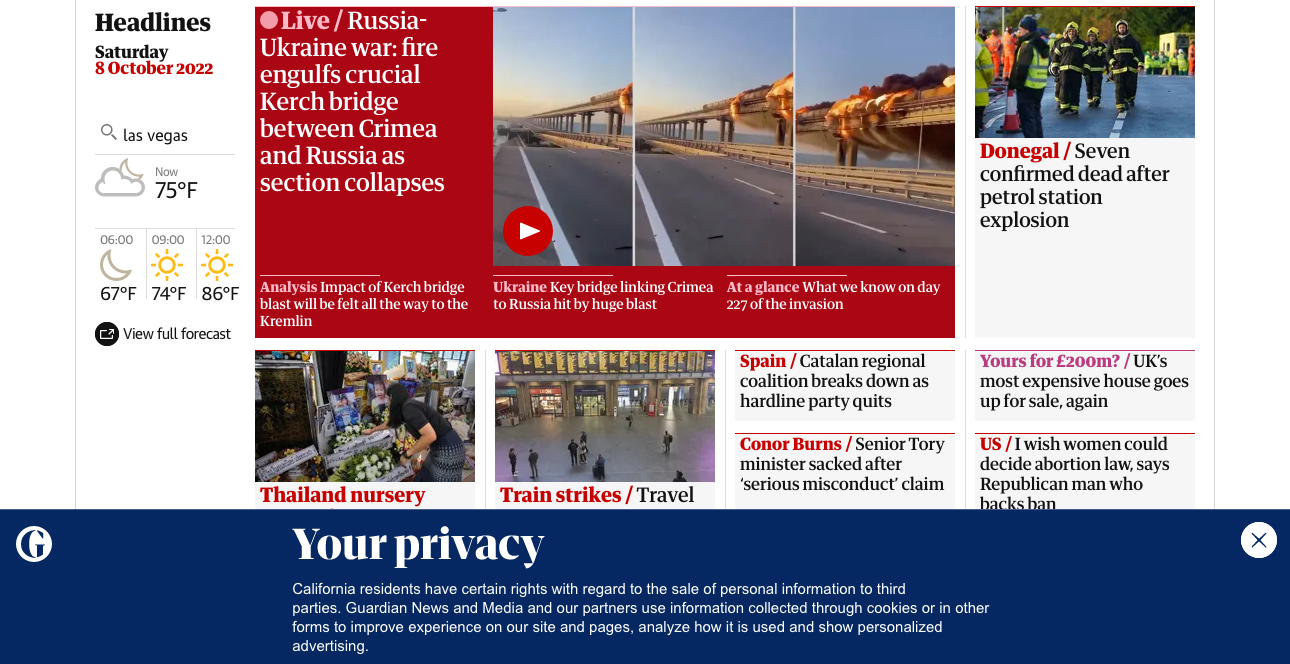 Headlines
Saturday
8 October 2022
las vegas
Now
75°F
06:00
09:00
12:00
67°F
74°F
86°F
View full forecast
Live / Russia-
Ukraine war: fire
engulfs crucial
Kerch bridge
between Crimea
and Russia as
section collapses
Analysis Impact of Kerch bridge
blast will be felt all the way to the
Kremlin
Ukraine Key bridge linking Crimea
to Russia hit by huge blast
At a glance What we know on day
227 of the invasion
Donegal / Seven
confirmed dead after
petrol station
explosion
Thailand nursery
Train strikes / Travel
Spain / Catalan regional
coalition breaks down as
hardline party quits
Conor Burns / Senior Tory
minister sacked after
‘serious misconduct’ claim
Yours for £200m? / UK’s
most expensive house goes
up for sale, again
US / I wish women could
decide abortion law, says
Republican man who
backs ban
G
Your privacy
California residents have certain rights with regard to the sale of personal information to third
parties. Guardian News and Media and our partners use information collected through cookies or in other
forms to improve experience on our site and pages, analyze how it is used and show personalized
advertising.